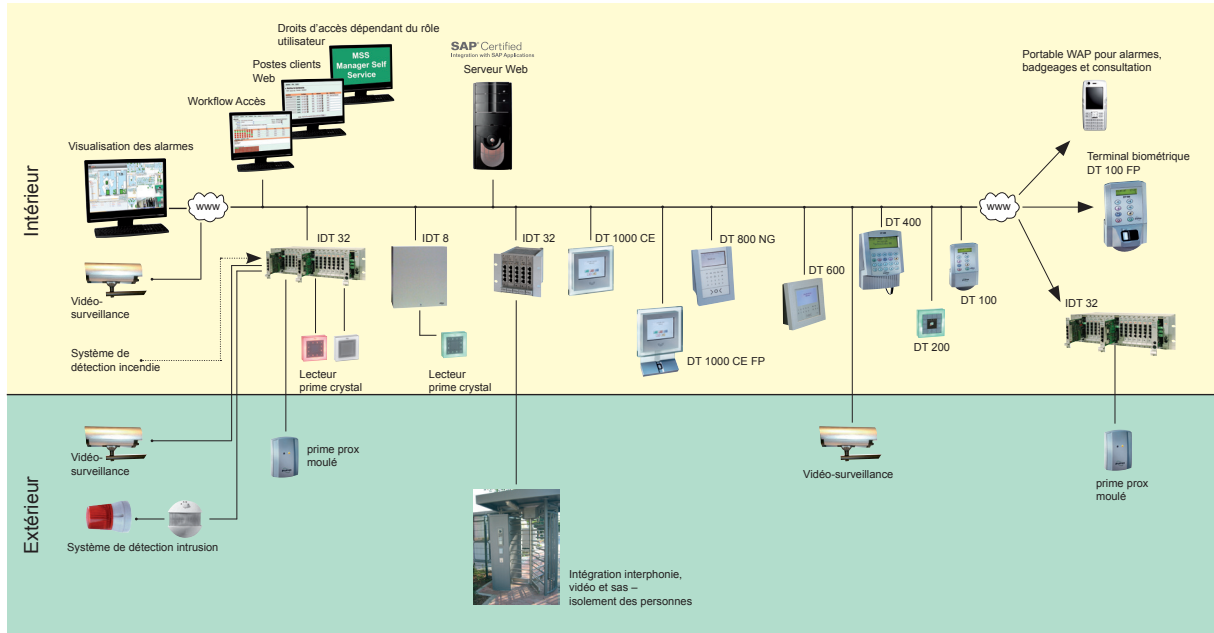 Droits d'accès dépendant du rôle
utilisateur
MSS
Manager Self
Service
Postes clients
Web
Workflow Accès
Visualisation des alarmes
SAP® Certified
Integration with SAP Applications
Serveur Web
Portable WAP pour alarmes,
badgeages et consultation
Terminal biométrique
DT 100 FP
Intérieur
www
www
IDT 32
IDT 8
IDT 32
DT 1000 CE
DT 800 NG
DT 600
DT 400
DT 100
DT 200
IDT 32
DT 1000 CE FP
Vidéo-
surveillance
Système de
détection incendie
Lecteur
prime crystal
Lecteur
prime crystal
Extérieur
Vidéo-
surveillance
prime prox
moulé
Vidéo-surveillance
prime prox
moulé
Système de détection intrusion
Intégration interphonie,
vidéo et sas –
isolement des personnes